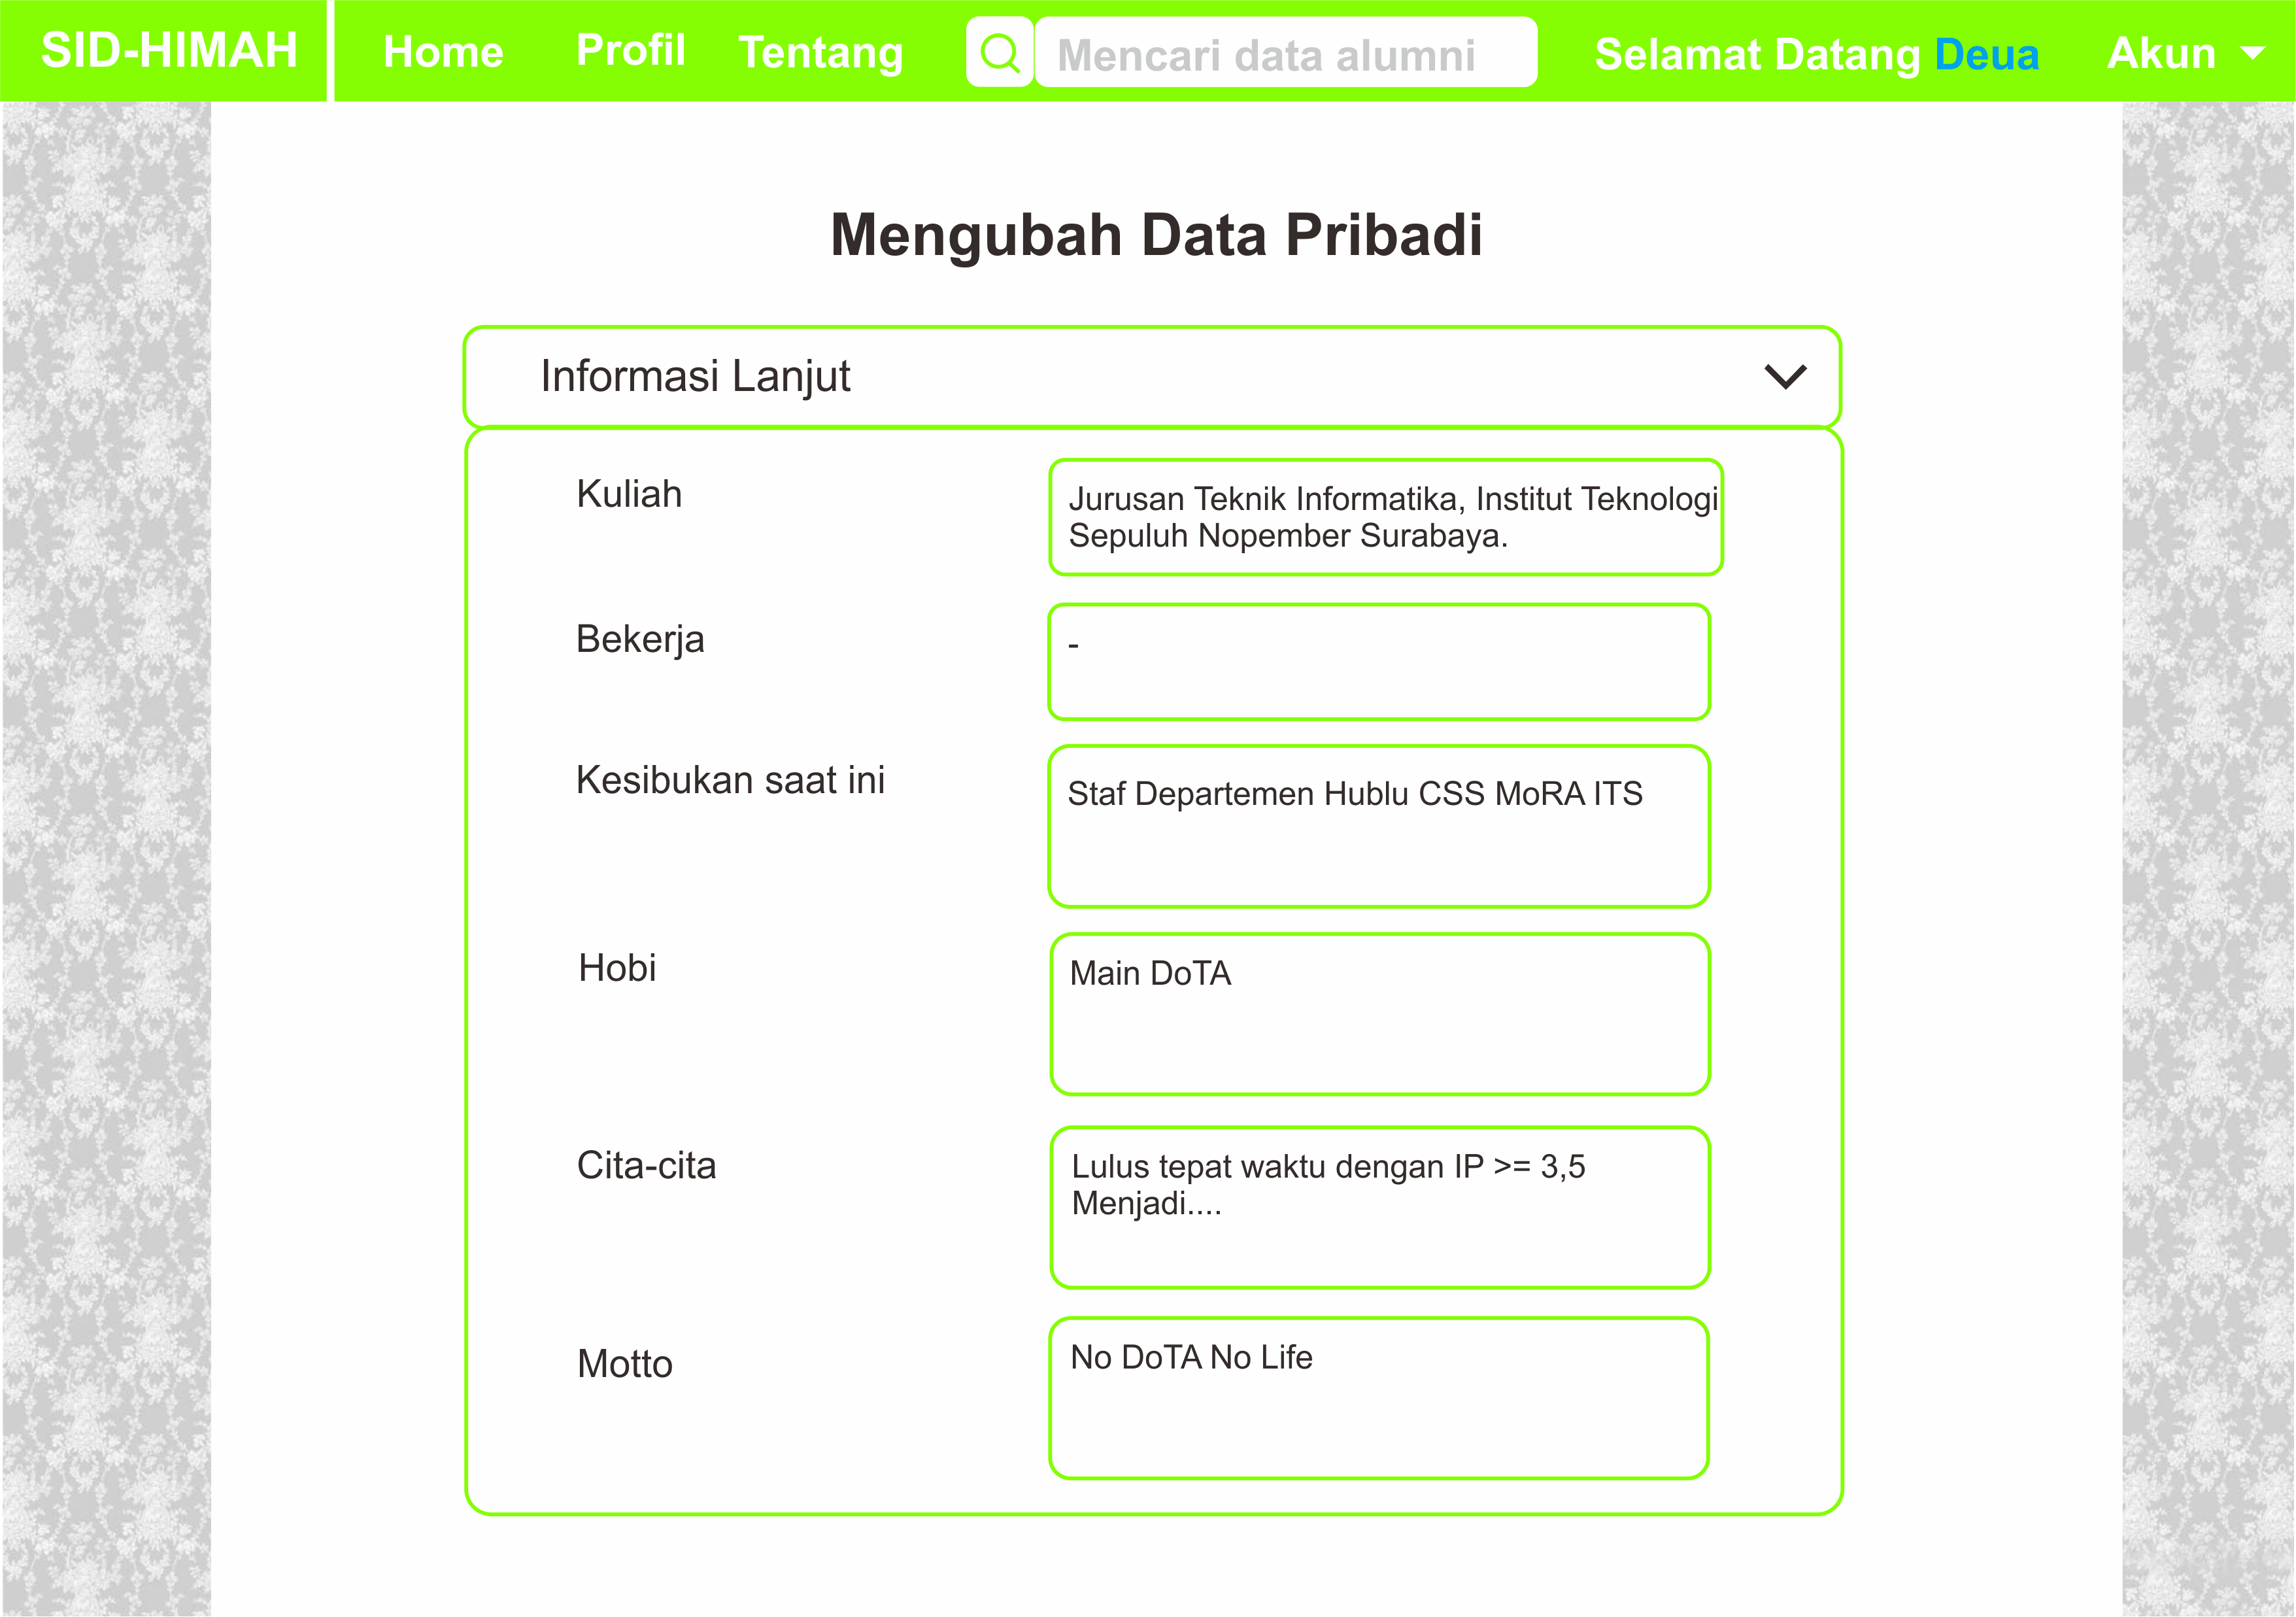 SID-HIMAH
Home
Profil
Tentang
Mencari data alumni
Selamat Datang Deua
Akun
Mengubah Data Pribadi
Informasi Lanjut
Kuliah
Jurusan Teknik Informatika, Institut Teknologi
Sepuluh Nopember Surabaya.
Bekerja
-
Kesibukan saat ini
Staf Departemen Hublu CSS MoRA ITS
Hobi
Main DoTA
Cita-cita
Lulus tepat waktu dengan IP >= 3,5
Menjadi....
Motto
No DoTA No Life